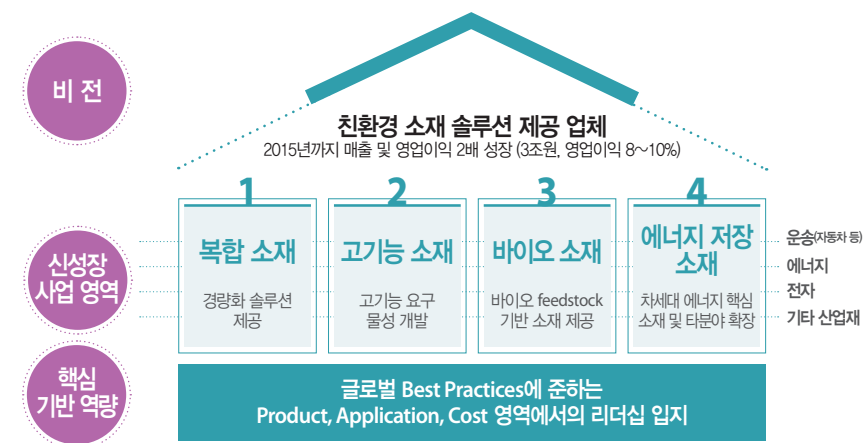 비 전
친환경 소재 솔루션 제공 업체
2015년까지 매출 및 영업이익 2배 성장 (3조원, 영업이익 8~10%)
신성장
사업 영역
1
복합 소재
경량화 솔루션
제공
2
고기능 소재
고기능 요구
물성 개발
3
바이오 소재
바이오 feedstock
기반 소재 제공
4
에너지 저장
소재
차세대 에너지 핵심
소재 및 타분야 확장
운송(자동차 등)
에너지
전자
기타 산업재
핵심
기반 역량
글로벌 Best Practices에 준하는
Product, Application, Cost 영역에서의 리더십 입지